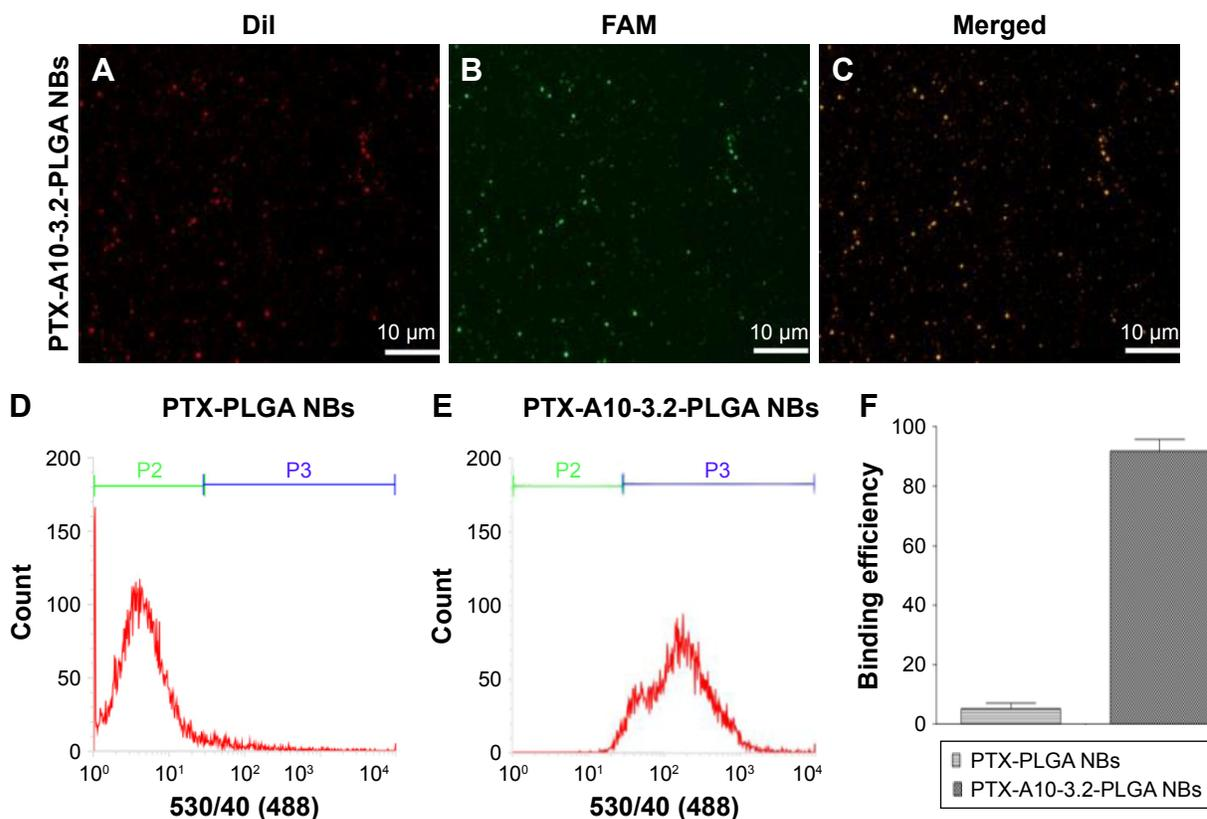 DiI
FAM
Merged
PTX-A10-3.2-PLGA NBs
A
B
C
10 µm
10 µm
10 µm
D
PTX-PLGA NBs
E
PTX-A10-3.2-PLGA NBs
F
200
150
100
50
0
Count
P2
P3
10⁰
10¹
10²
10³
10⁴
530/40 (488)
200
150
100
50
0
Count
P2
P3
10⁰
10¹
10²
10³
10⁴
530/40 (488)
100
80
60
40
20
0
Binding efficiency
PTX-PLGA NBs
PTX-A10-3.2-PLGA NBs